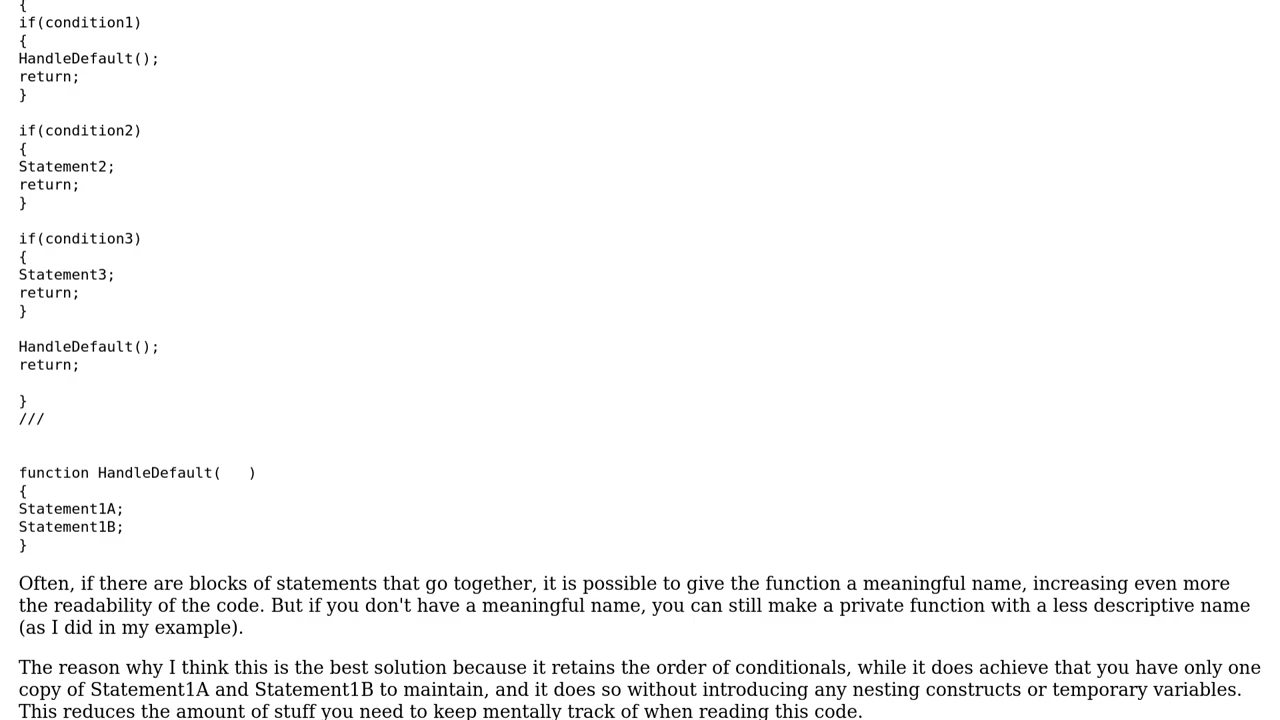 {
if(condition1)
{
HandleDefault();
return;
}
if(condition2)
{
Statement2;
return;
}
if(condition3)
{
Statement3;
return;
}
HandleDefault();
return;
}
///
function HandleDefault(   )
{
Statement1A;
Statement1B;
}
Often, if there are blocks of statements that go together, it is possible to give the function a meaningful name, increasing even more
the readability of the code. But if you don't have a meaningful name, you can still make a private function with a less descriptive name
(as I did in my example).
The reason why I think this is the best solution because it retains the order of conditionals, while it does achieve that you have only one
copy of Statement1A and Statement1B to maintain, and it does so without introducing any nesting constructs or temporary variables.
This reduces the amount of stuff you need to keep mentally track of when reading this code.